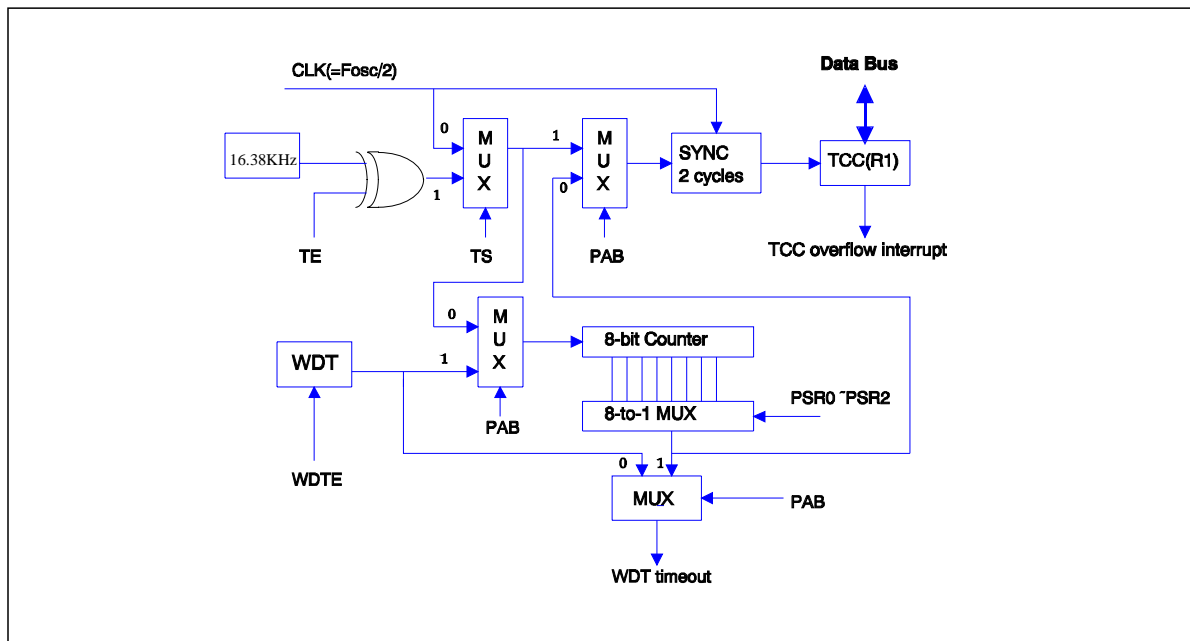 CLK(=Fosc/2)
Data Bus
0
M
U
X
1
M
U
X
16.38KHz
SYNC
2 cycles
TCC(R1)
1
0
TE
TS
PAB
TCC overflow interrupt
0
M
U
X
8-bit Counter
WDT
1
PSR0 ~PSR2
8-to-1 MUX
PAB
0
1
WDTE
MUX
PAB
WDT timeout